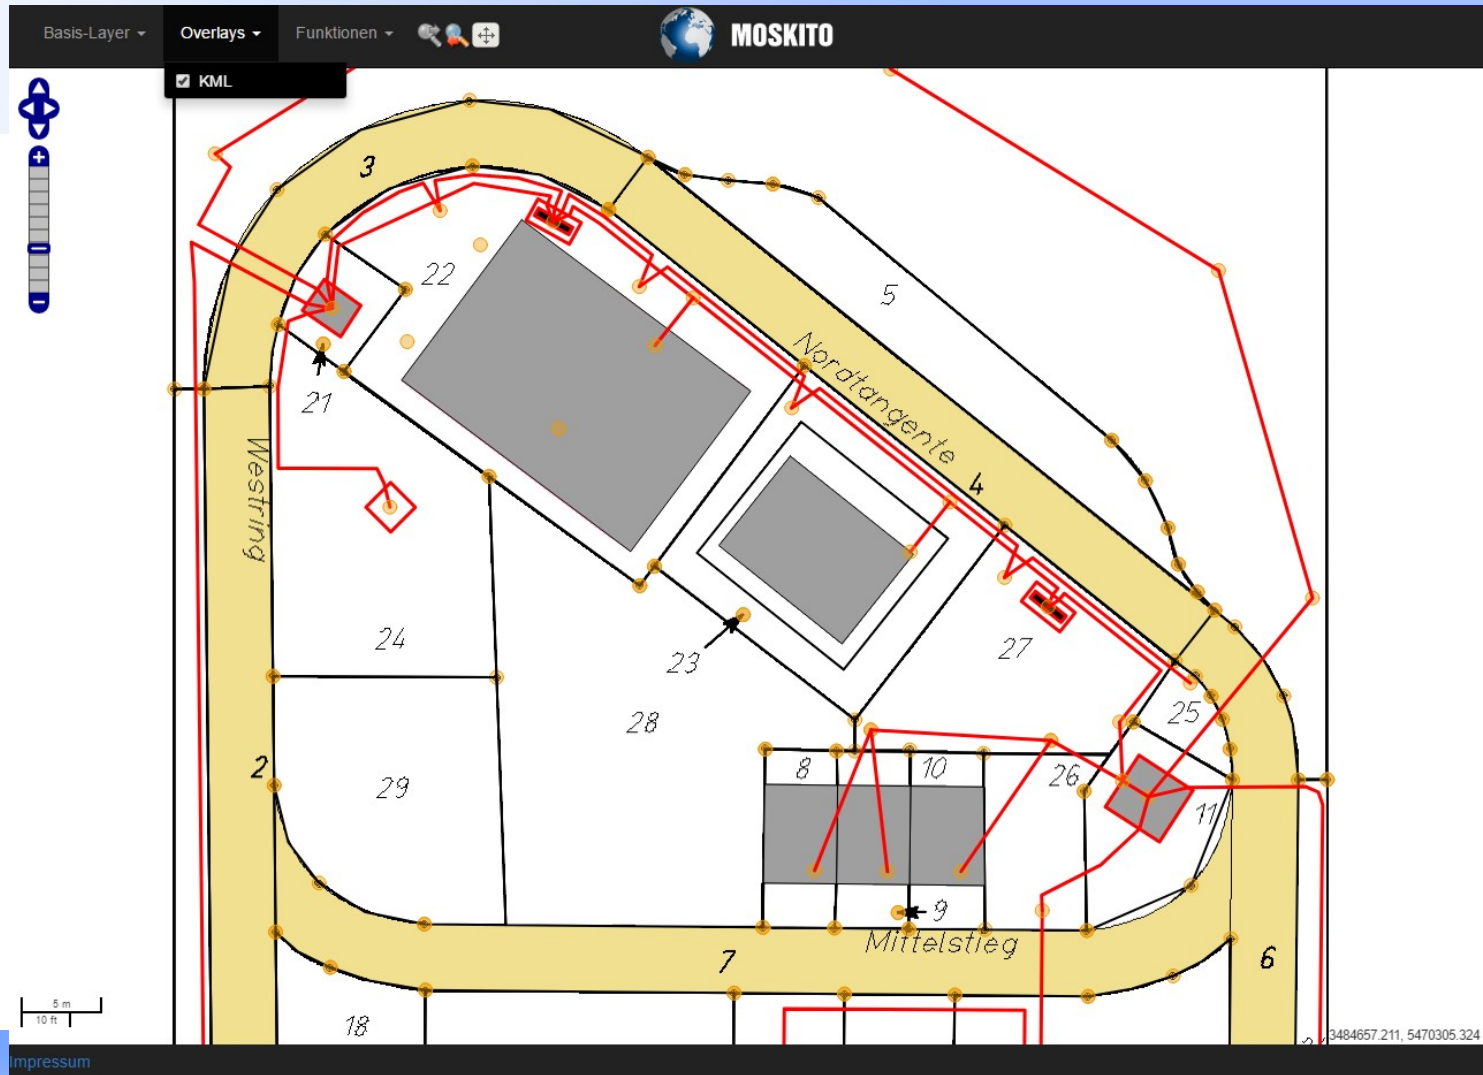 Basis-Layer
Overlays
Funktionen
MOSKITO
KML
3
22
5
21
Nordtangente
4
Westring
24
23
27
28
25
2
29
8
10
26
11
9
Mittelstieg
7
6
5 m
10 ft
18
3484657.211, 5470305.324
Impressum